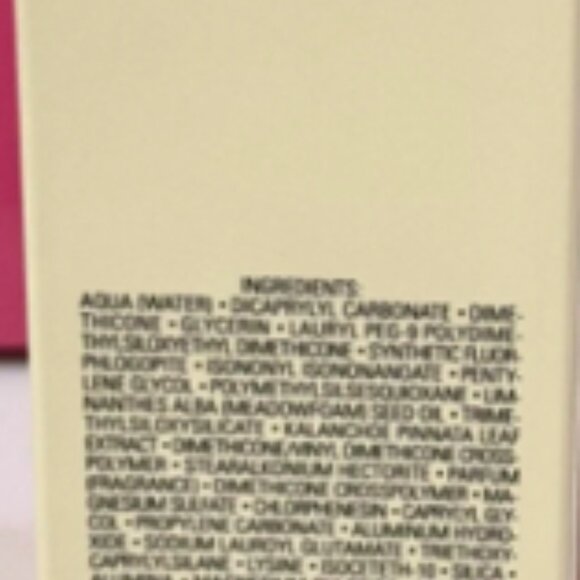 INGREDIENTS:
AQUA (WATER) • DICAPRYLYL CARBONATE • DIME-
THICONE • GLYCERIN • LAURYL PEG-9 POLYDIME-
THYLSILOXYETHYL DIMETHICONE • SYNTHETIC FLUOR-
PHLOGOPITE • ISONONYL ISONONANOATE • PENTY-
LENE GLYCOL • POLYMETHYLSILSESQUIOXANE • LIM-
NANTHES ALBA (MEADOWFOAM) SEED OIL • TRIME-
THYLSILOXYSILICATE • KALANCHOE PINNATA LEAF
EXTRACT • DIMETHICONE/VINYL DIMETHICONE CROSS-
POLYMER • STEARALKONIUM HECTORITE • PARFUM
(FRAGRANCE) • DIMETHICONE CROSSPOLYMER • MA-
GNESIUM SULFATE • CHLORPHENESIN • CAPRYLYL GLY-
COL • PROPYLENE CARBONATE • ALUMINUM HYDRO-
XIDE • SODIUM LAUROYL GLUTAMATE • TRIETHOXY-
CAPRYLYLSILANE • LYSINE • ISOCETETH-10 • SILICA •
ALUMINA •